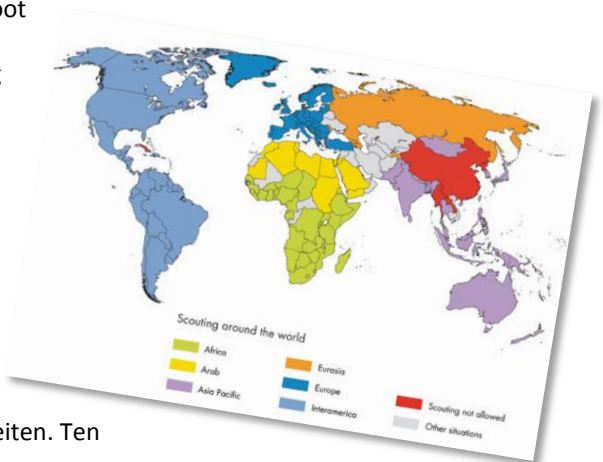 oot
Scouting around the world
Africa
Arab
Asia Pacific
Eurasia
Europe
Interamerica
Scouting not allowed
Other situations
eiten. Ten